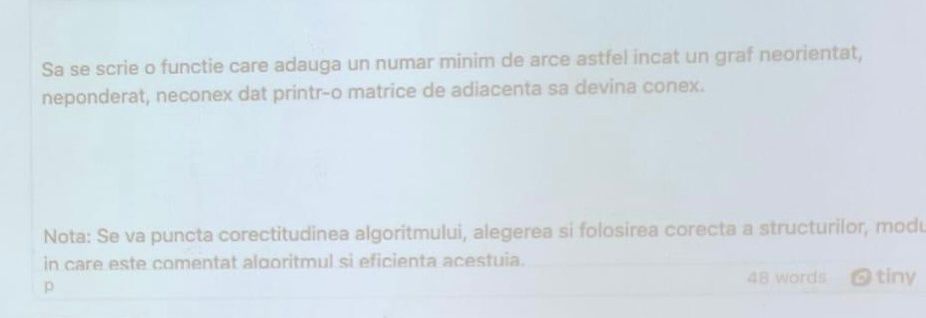 Sa se scrie o functie care adauga un numar minim de arce astfel incat un graf neorientat,
neponderat, neconex dat printr-o matrice de adiacenta sa devina conex.
Nota: Se va puncta corectitudinea algoritmului, alegerea si folosirea corecta a structurilor,
in care este comentat algoritmul si eficienta acestuia.
p
48 words tiny